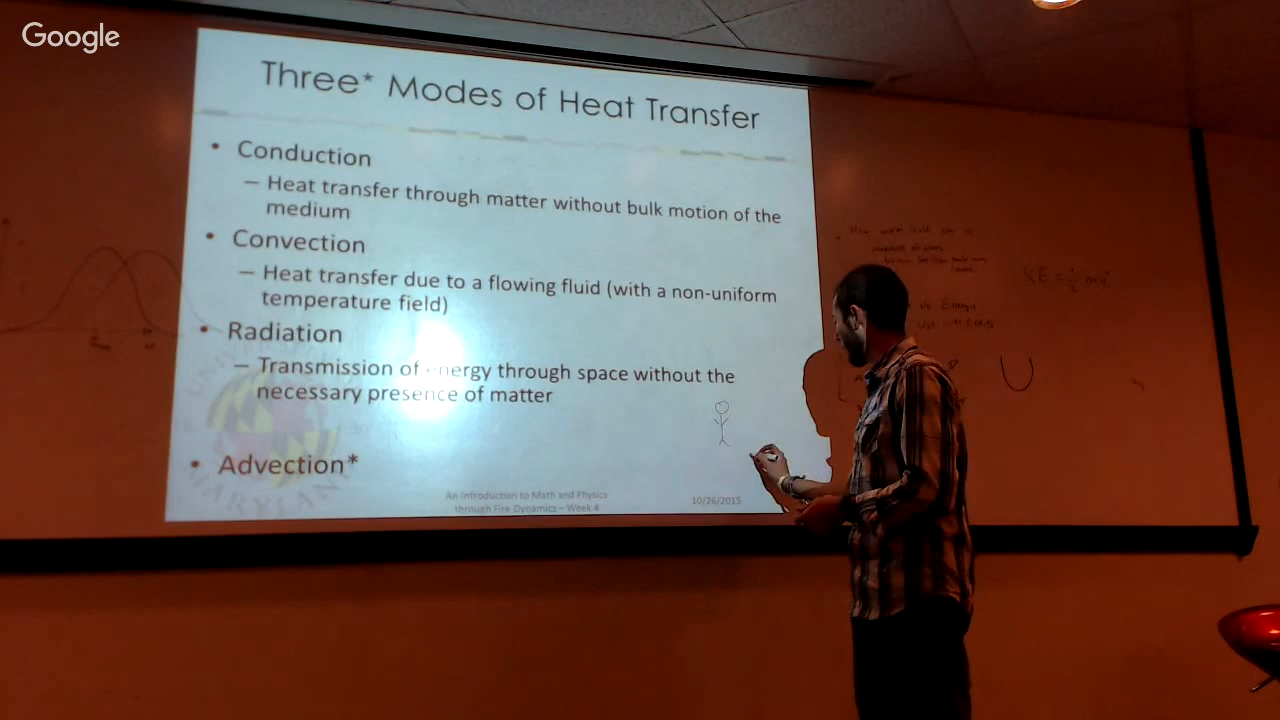 Google
Three* Modes of Heat Transfer
• Conduction
– Heat transfer through matter without bulk motion of the
medium
• Convection
– Heat transfer due to a flowing fluid (with a non-uniform
temperature field)
• Radiation
– Transmission of energy through space without the
necessary presence of matter
• Advection*
MARYLAND
An Introduction to Math and Physics
through Fire Dynamics – Week 4
10/26/2015
KE = ½ mv²